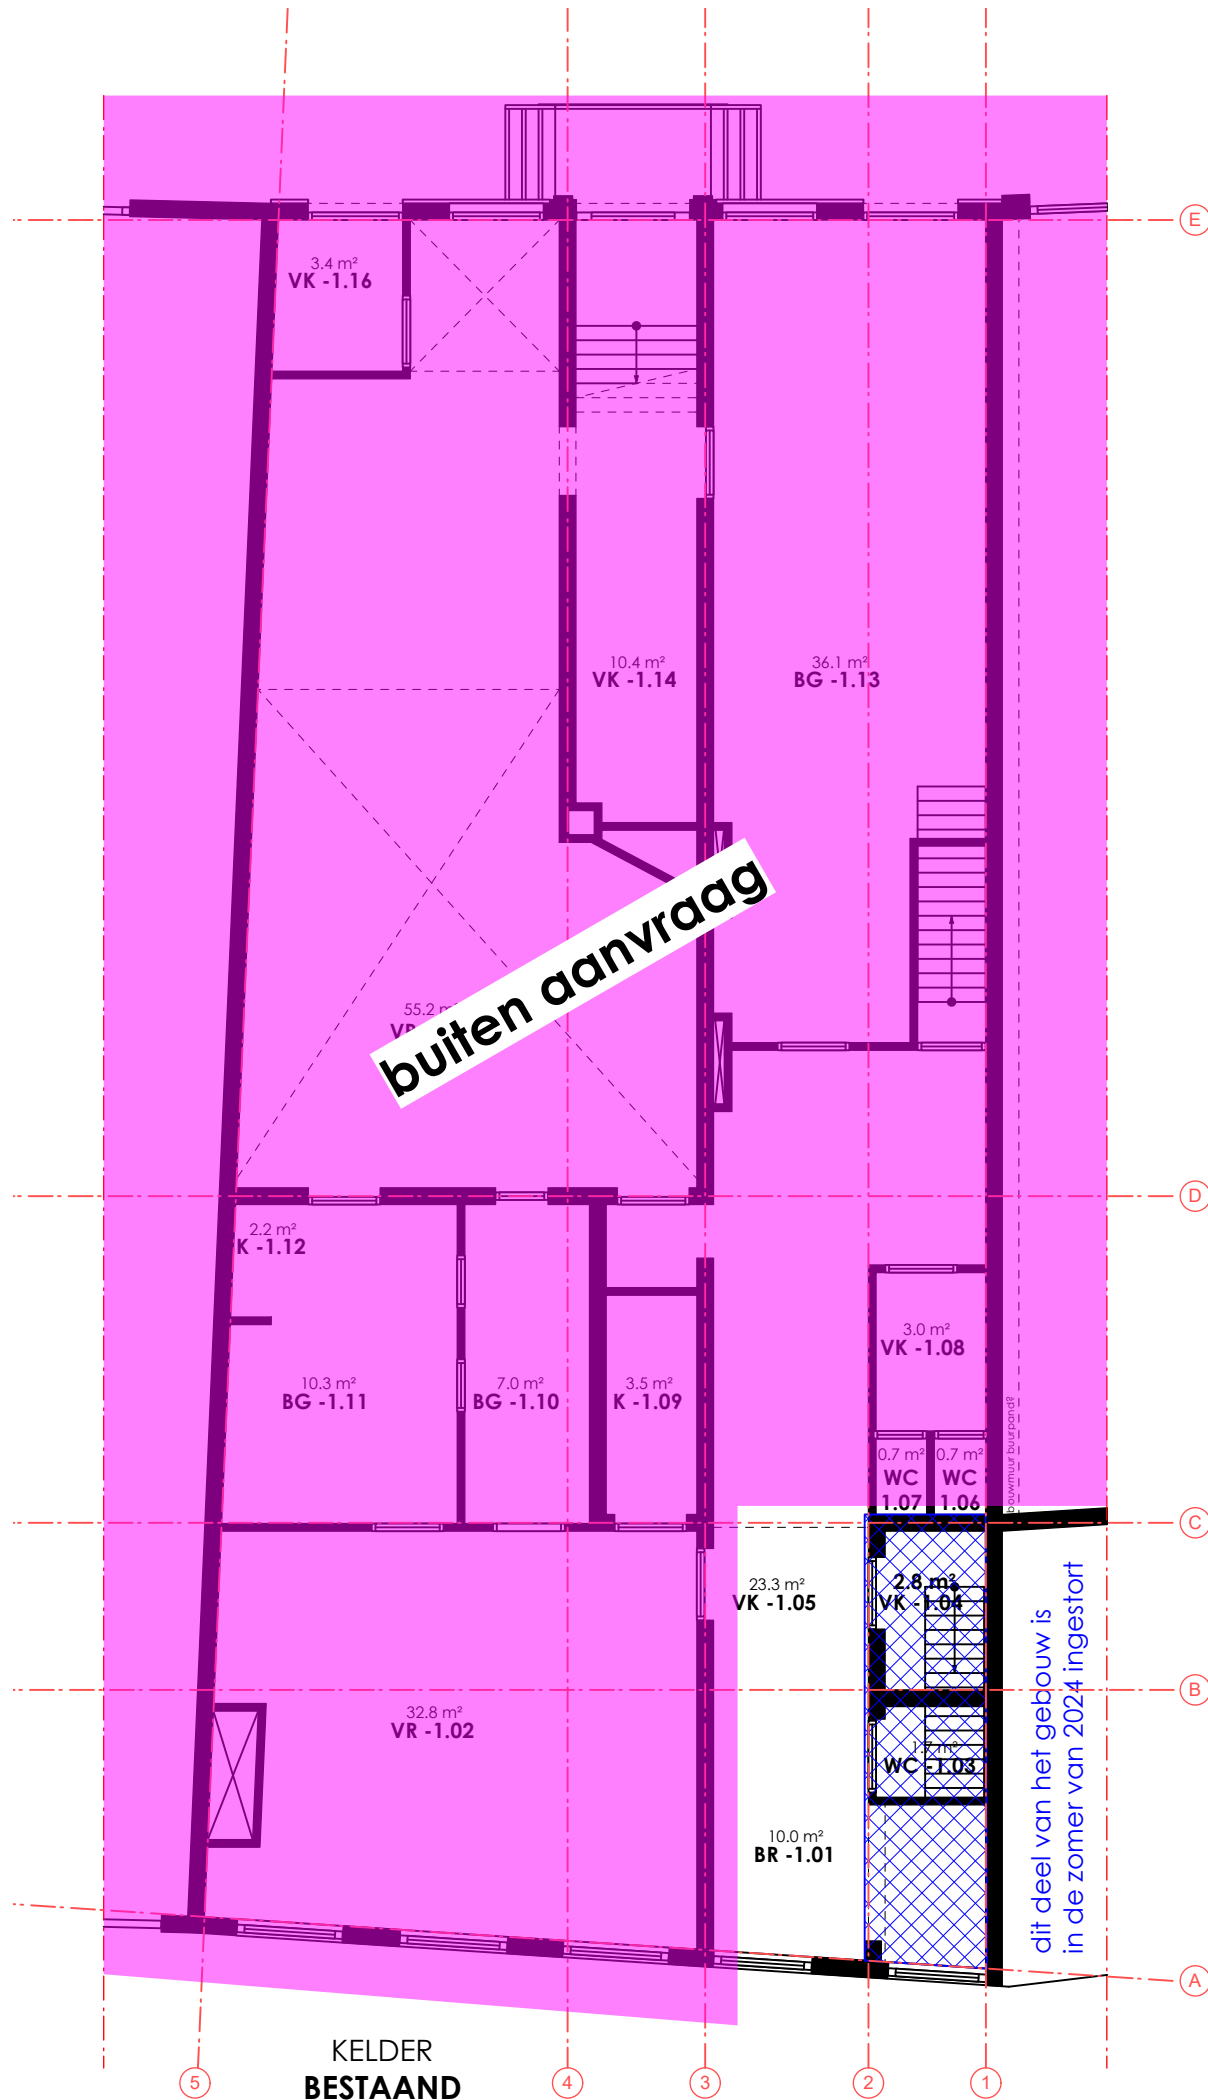 E
3.4 m²
VK -1.16
10.4 m²
VK -1.14
36.1 m²
BG -1.13
buiten aanvraag
55.2
D
2.2 m²
K -1.12
3.0 m²
VK -1.08
10.3 m²
BG -1.11
7.0 m²
BG -1.10
3.5 m²
K -1.09
bouwmuur buurpand?
0.7 m²
WC
1.07
0.7 m²
WC
1.06
C
23.3 m²
VK -1.05
2.8 m²
VK -1.04
dit deel van het gebouw is
in de zomer van 2024 ingestort
B
32.8 m²
VR -1.02
1.7 m²
WC -1.03
10.0 m²
BR -1.01
A
KELDER
BESTAAND
5
4
3
2
1